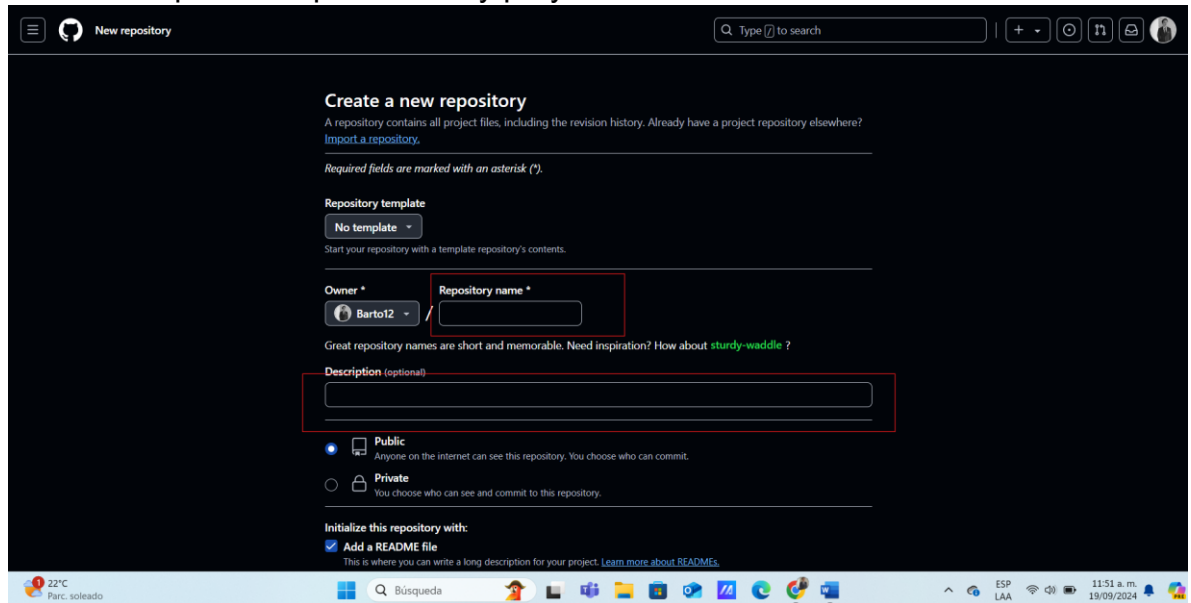 New repository
Type / to search
Create a new repository
A repository contains all project files, including the revision history. Already have a project repository elsewhere?
Import a repository.
Required fields are marked with an asterisk (*).
Repository template
No template
Start your repository with a template repository's contents.
Owner * Repository name *
Barto12 /
Great repository names are short and memorable. Need inspiration? How about sturdy-waddle ?
Description (optional)
Public
Anyone on the internet can see this repository. You choose who can commit.
Private
You choose who can see and commit to this repository.
Initialize this repository with:
Add a README file
This is where you can write a long description for your project. Learn more about READMEs.
1 22°C
Parc. soleado
Búsqueda
ESP
LAA
11:51 a. m.
19/09/2024